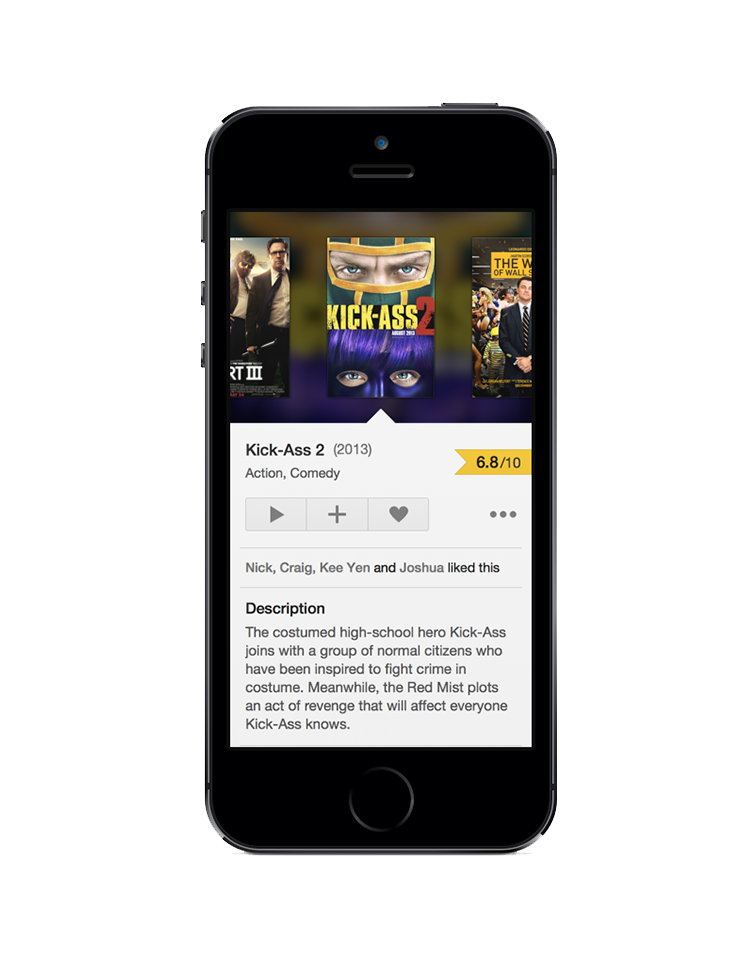 RT III
KICK-ASS 2
AUGUST 2013
THE W
OF WALL S
Kick-Ass 2 (2013)
6.8/10
Action, Comedy
Nick, Craig, Kee Yen and Joshua liked this
Description
The costumed high-school hero Kick-Ass
joins with a group of normal citizens who
have been inspired to fight crime in
costume. Meanwhile, the Red Mist plots
an act of revenge that will affect everyone
Kick-Ass knows.